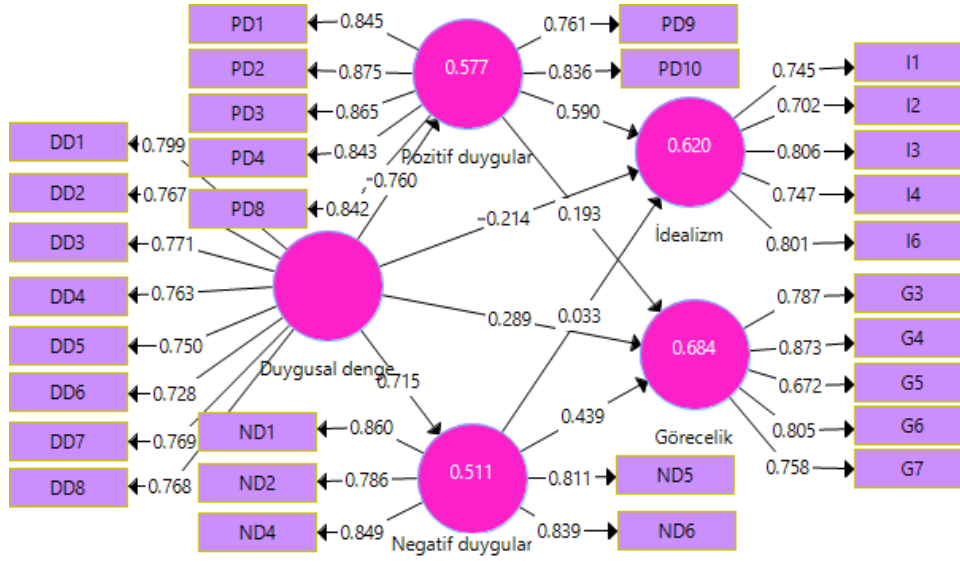 PD1
0.845
0.761
PD9
PD2
0.875
0.577
0.836
PD10
PD3
0.865
0.590
PD4
0.843
Pozitif duygular
PD8
0.842
−0.760
DD1
0.799
DD2
0.767
DD3
0.771
DD4
0.763
DD5
0.750
DD6
0.728
DD7
0.769
DD8
0.768
Duygusal denge
−0.214
0.193
0.289
0.033
0.715
0.439
0.620
İdealizm
0.745
I1
0.702
I2
0.806
I3
0.747
I4
0.801
I6
0.684
Görecelik
0.787
G3
0.873
G4
0.672
G5
0.805
G6
0.758
G7
ND1
0.860
ND2
0.786
0.511
0.811
ND5
ND4
0.849
0.839
ND6
Negatif duygular